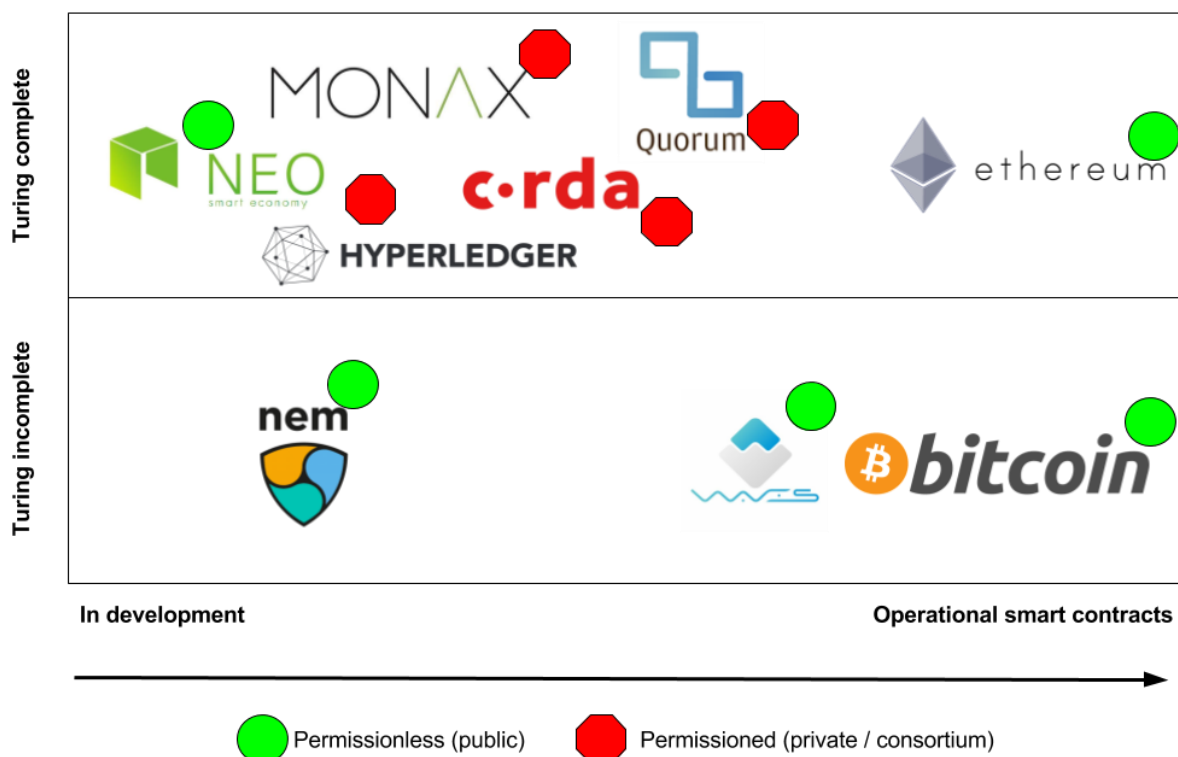 Turing complete
MONAX
Quorum
NEO
smart economy
c·rda
ethereum
HYPERLEDGER
Turing incomplete
nem
WAVES
bitcoin
In development
Operational smart contracts
Permissionless (public)
Permissioned (private / consortium)